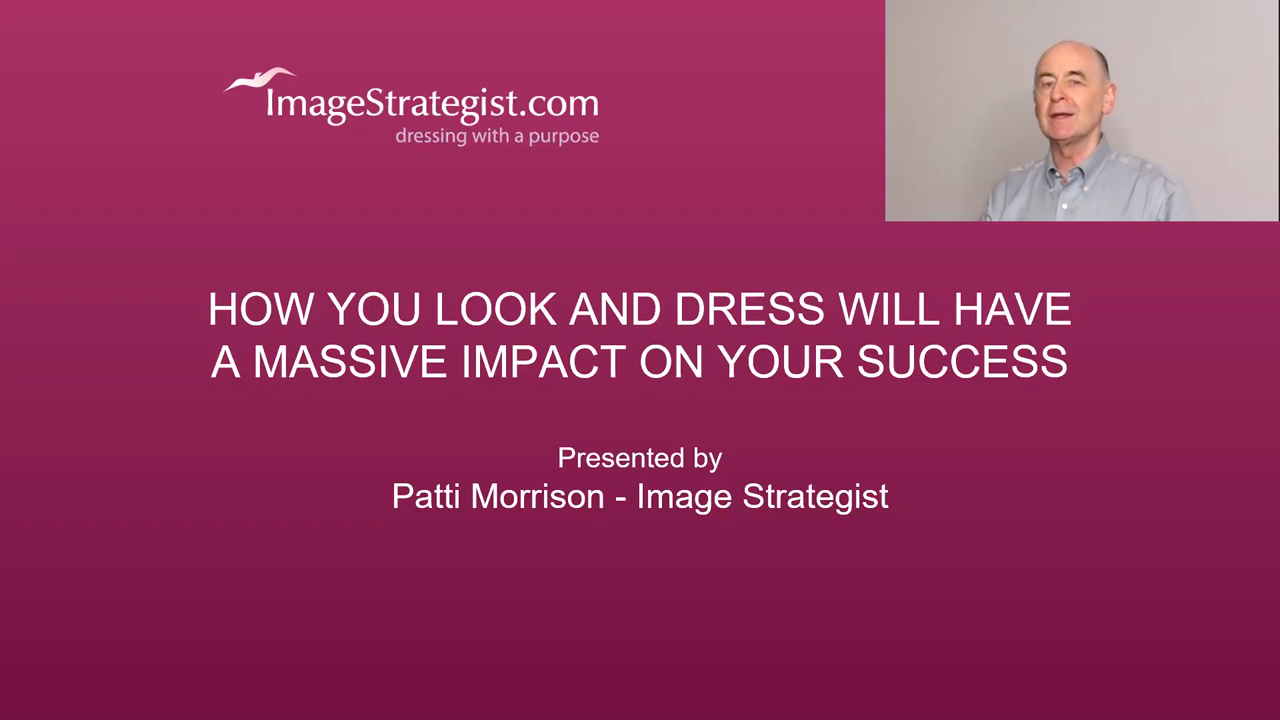 ImageStrategist.com
dressing with a purpose
HOW YOU LOOK AND DRESS WILL HAVE
A MASSIVE IMPACT ON YOUR SUCCESS
Presented by
Patti Morrison - Image Strategist